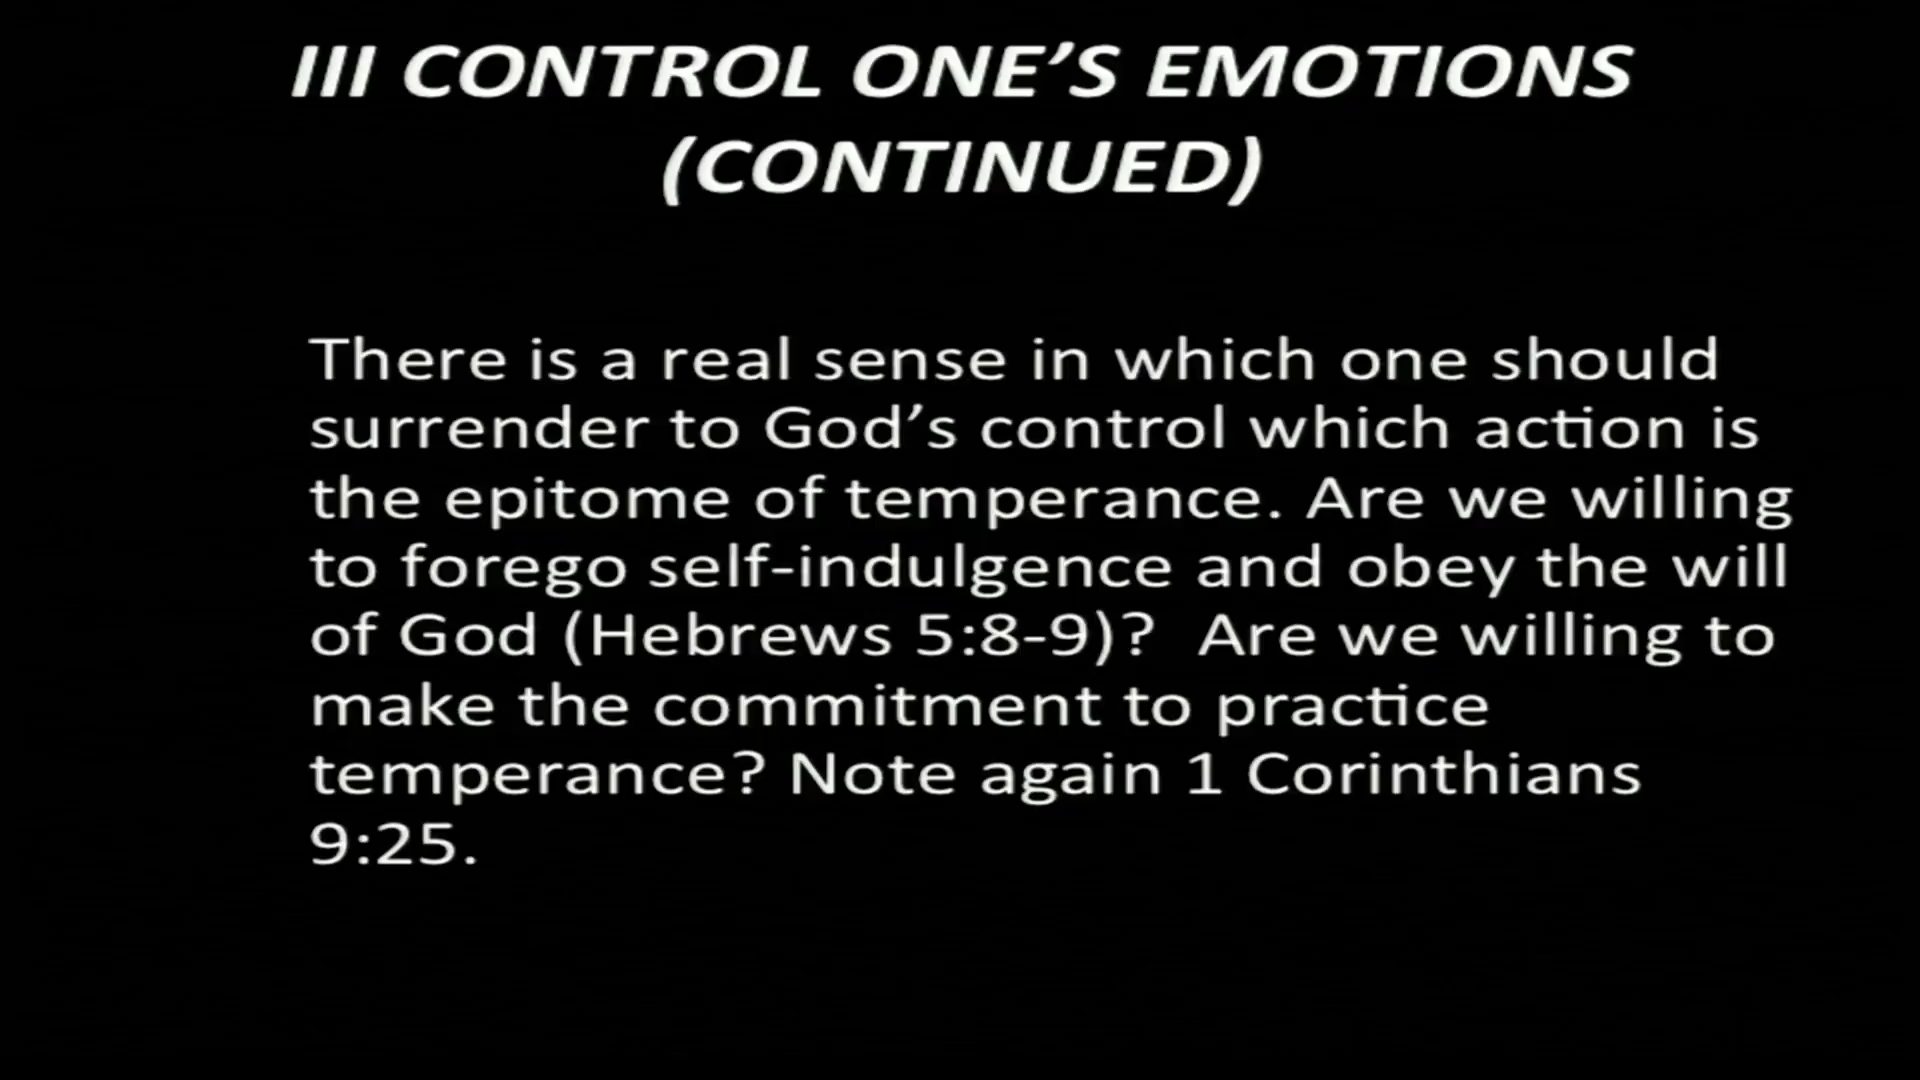 III CONTROL ONE’S EMOTIONS
(CONTINUED)
There is a real sense in which one should
surrender to God’s control which action is
the epitome of temperance. Are we willing
to forego self-indulgence and obey the will
of God (Hebrews 5:8-9)?  Are we willing to
make the commitment to practice
temperance? Note again 1 Corinthians
9:25.